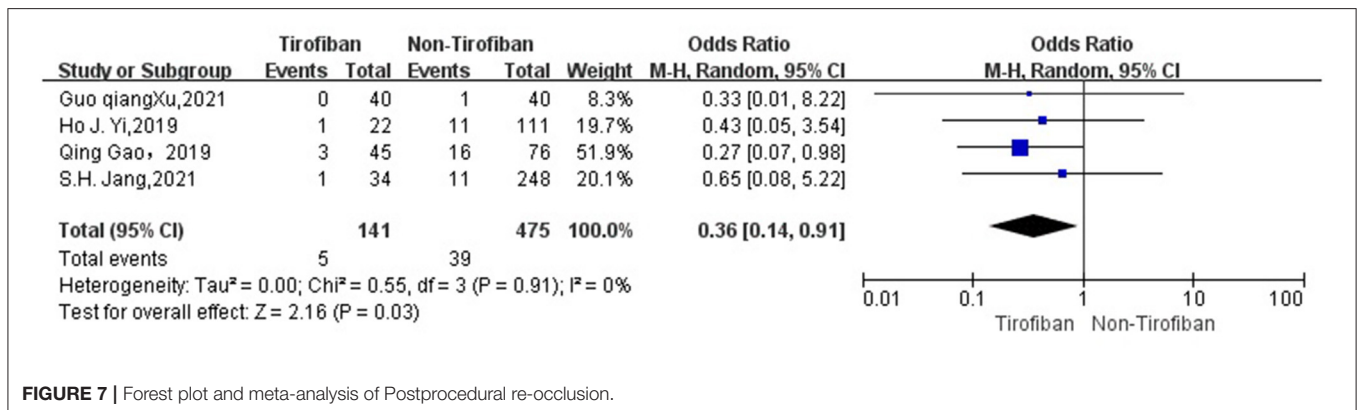 Tirofiban Non-Tirofiban Odds Ratio Odds Ratio
Study or Subgroup Events Total Events Total Weight M-H, Random, 95% CI M-H, Random, 95% CI
Guo qiangXu,2021 0 40 1 40 8.3% 0.33 [0.01, 8.22]
Ho J. Yi,2019 1 22 11 111 19.7% 0.43 [0.05, 3.54]
Qing Gao，2019 3 45 16 76 51.9% 0.27 [0.07, 0.98]
S.H. Jang,2021 1 34 11 248 20.1% 0.65 [0.08, 5.22]
Total (95% CI) 141 475 100.0% 0.36 [0.14, 0.91]
Total events 5 39
Heterogeneity: Tau² = 0.00; Chi² = 0.55, df = 3 (P = 0.91); I² = 0%
Test for overall effect: Z = 2.16 (P = 0.03)
0.01 0.1 1 10 100
Tirofiban Non-Tirofiban
FIGURE 7 | Forest plot and meta-analysis of Postprocedural re-occlusion.